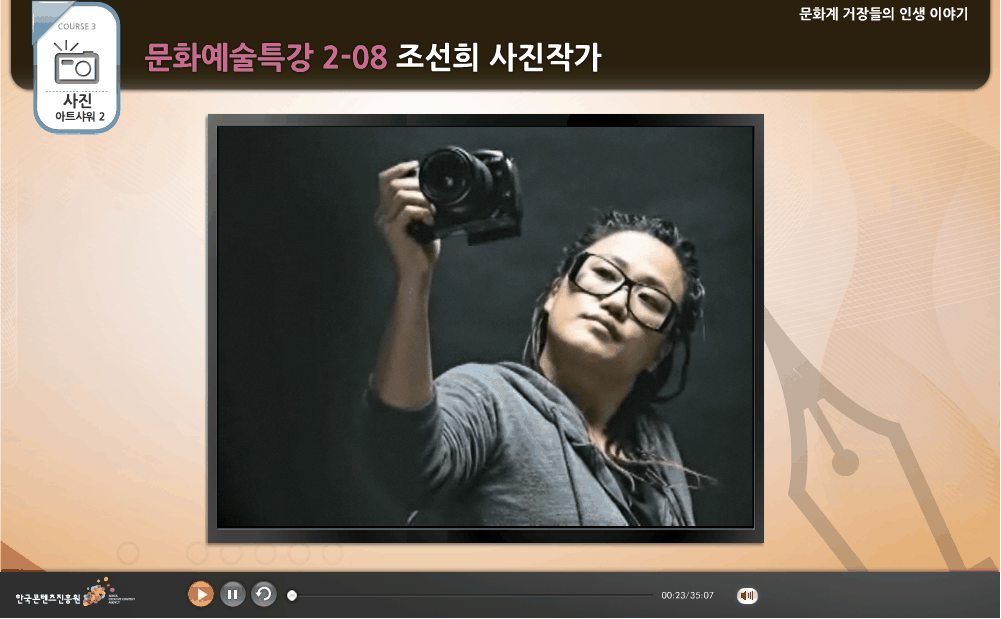 문화계 거장들의 인생 이야기
COURSE 3
문화예술특강 2-08 조선희 사진작가
사진
아트샤워 2
한국콘텐츠진흥원
00:23/35:07